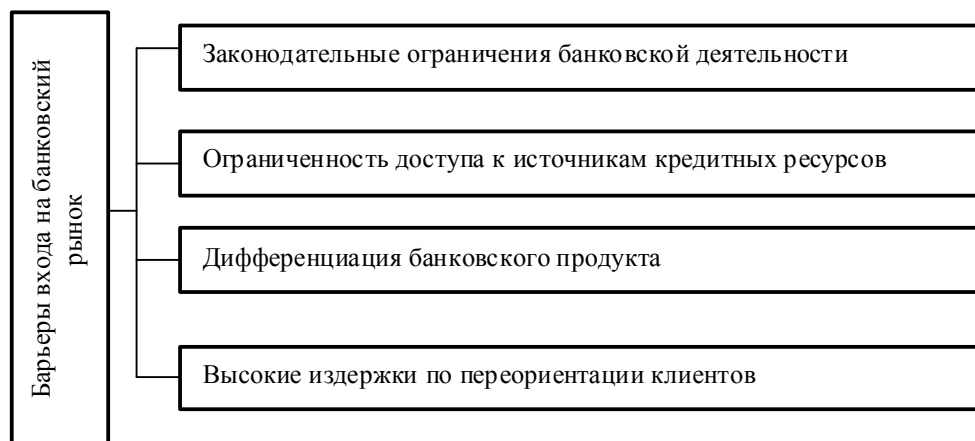 Барьеры входа на банковский
рынок
Законодательные ограничения банковской деятельности
Ограниченность доступа к источникам кредитных ресурсов
Дифференциация банковского продукта
Высокие издержки по переориентации клиентов